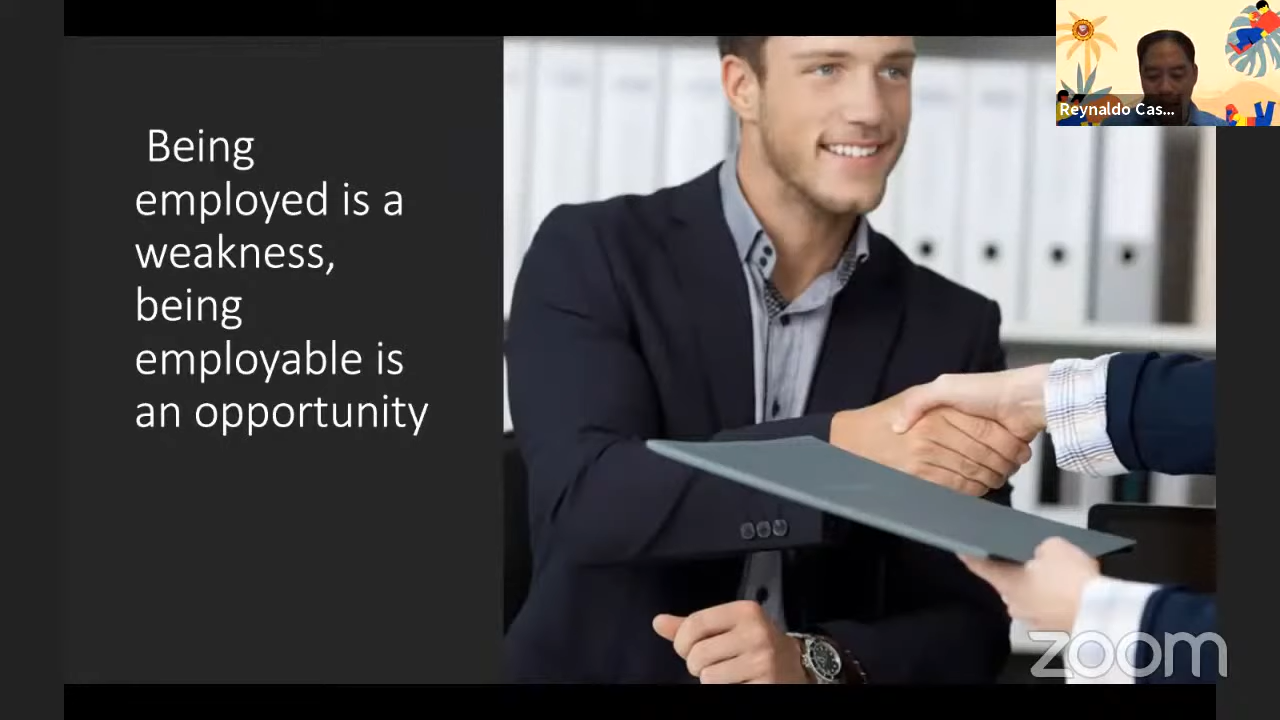 Being
employed is a
weakness,
being
employable is
an opportunity
Reynaldo Cas...
zoom